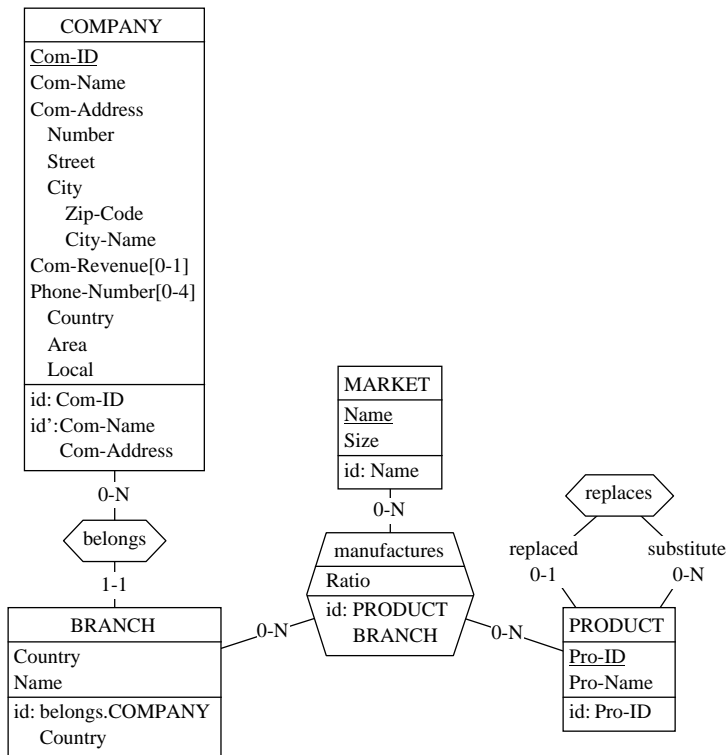 COMPANY
Com-ID
Com-Name
Com-Address
Number
Street
City
Zip-Code
City-Name
Com-Revenue[0-1]
Phone-Number[0-4]
Country
Area
Local
id: Com-ID
id':Com-Name
Com-Address
0-N
belongs
1-1
BRANCH
Country
Name
id: belongs.COMPANY
Country
0-N
MARKET
Name
Size
id: Name
0-N
manufactures
Ratio
id: PRODUCT
BRANCH
0-N
replaces
replaced
0-1
substitute
0-N
PRODUCT
Pro-ID
Pro-Name
id: Pro-ID